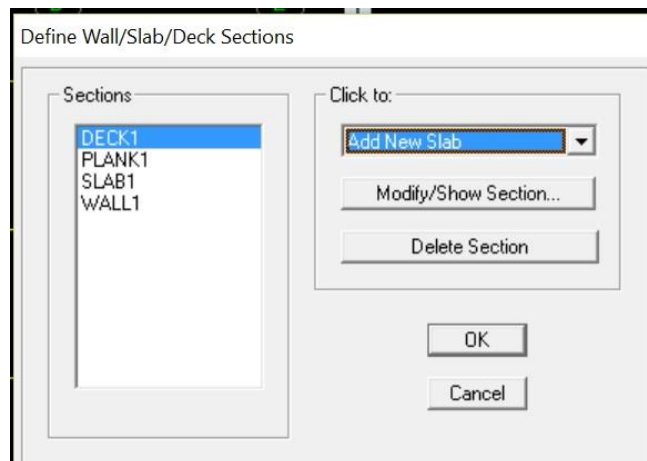 Define Wall/Slab/Deck Sections
Sections
DECK1
PLANK1
SLAB1
WALL1
Click to:
Add New Slab
Modify/Show Section...
Delete Section
OK
Cancel